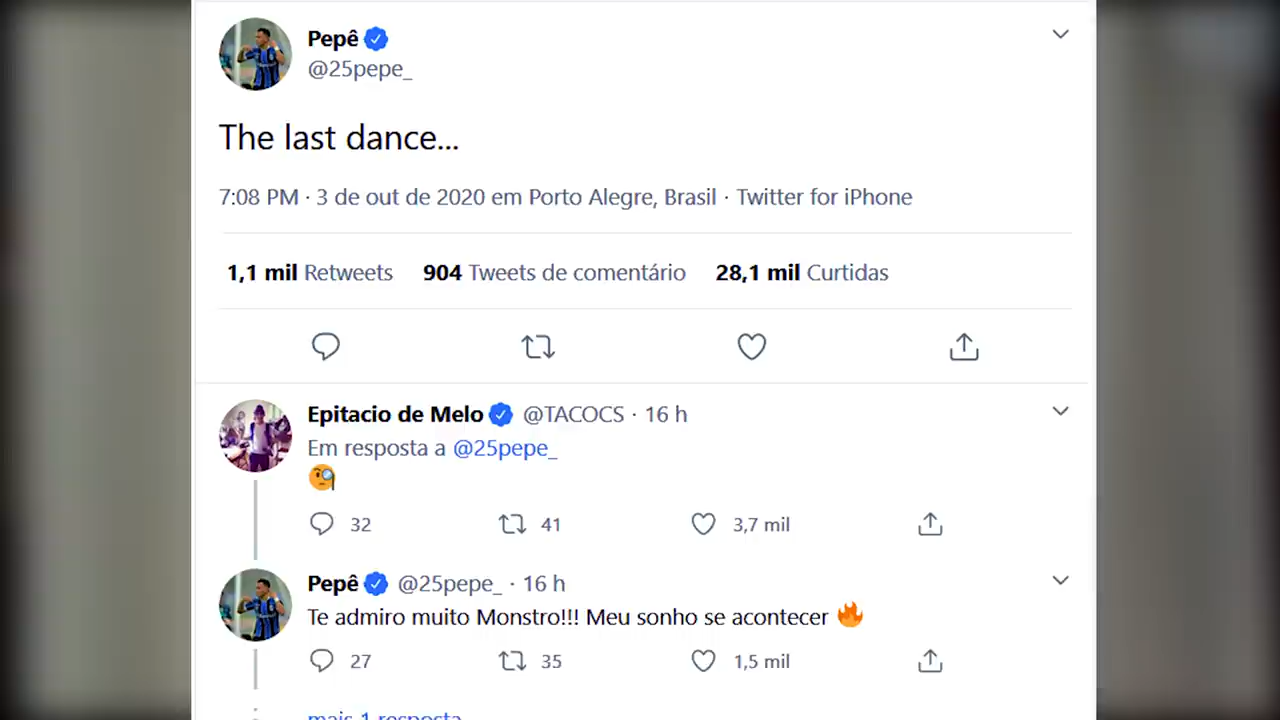 Pepê
@25pepe_
The last dance...
7:08 PM · 3 de out de 2020 em Porto Alegre, Brasil · Twitter for iPhone
1,1 mil Retweets 904 Tweets de comentário 28,1 mil Curtidas
Epitacio de Melo @TACOCS · 16 h
Em resposta a @25pepe_
🧐
32 41 3,7 mil
Pepê @25pepe_ · 16 h
Te admiro muito Monstro!!! Meu sonho se acontecer 🔥
27 35 1,5 mil
mais 1 resposta